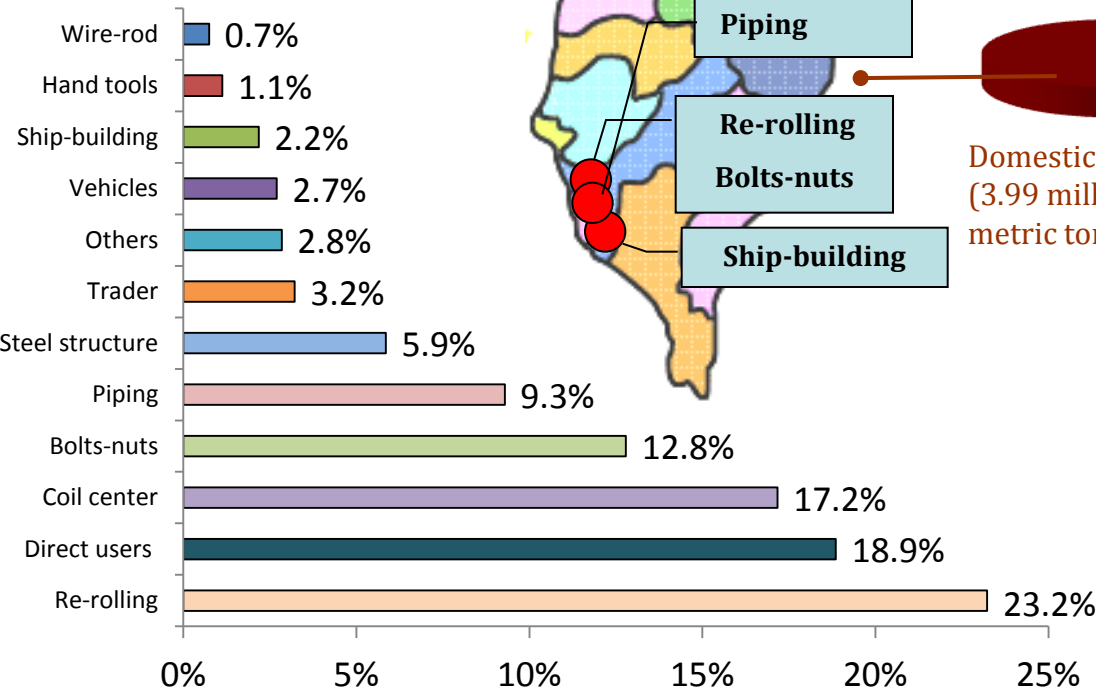 Wire-rod 0.7%
Hand tools 1.1%
Ship-building 2.2%
Vehicles 2.7%
Others 2.8%
Trader 3.2%
Steel structure 5.9%
Piping 9.3%
Bolts-nuts 12.8%
Coil center 17.2%
Direct users 18.9%
Re-rolling 23.2%
0% 5% 10% 15% 20% 25%
Piping
Re-rolling
Bolts-nuts
Ship-building
Domestic
(3.99
metric